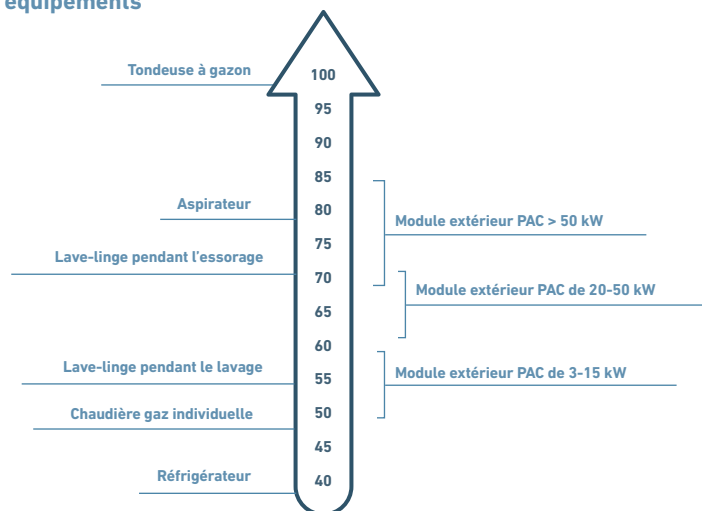 équipements
Tondeuse à gazon
100
95
90
85
Aspirateur
80
Module extérieur PAC > 50 kW
75
Lave-linge pendant l'essorage
70
Module extérieur PAC de 20-50 kW
65
60
Lave-linge pendant le lavage
55
Module extérieur PAC de 3-15 kW
Chaudière gaz individuelle
50
45
Réfrigérateur
40